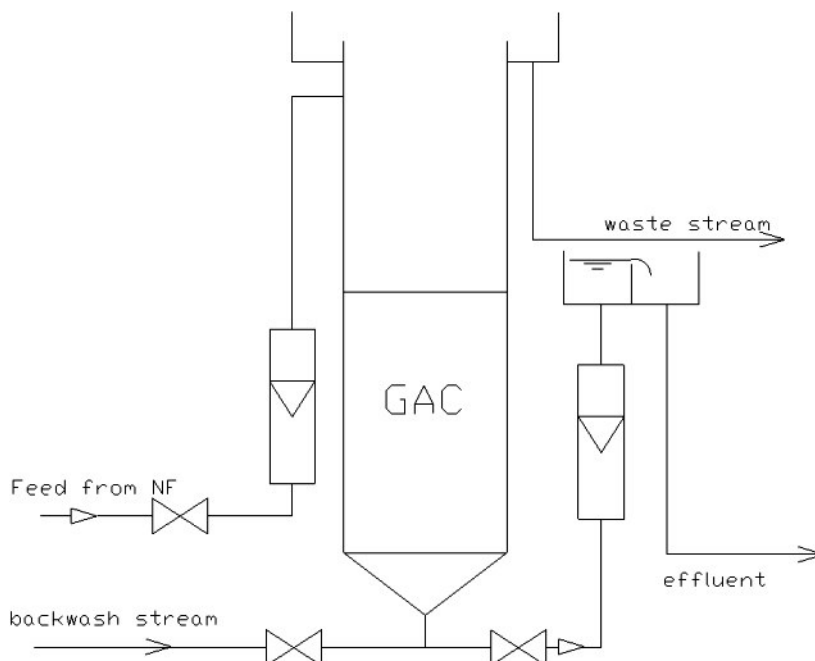 waste stream
GAC
Feed from NF
effluent
backwash stream